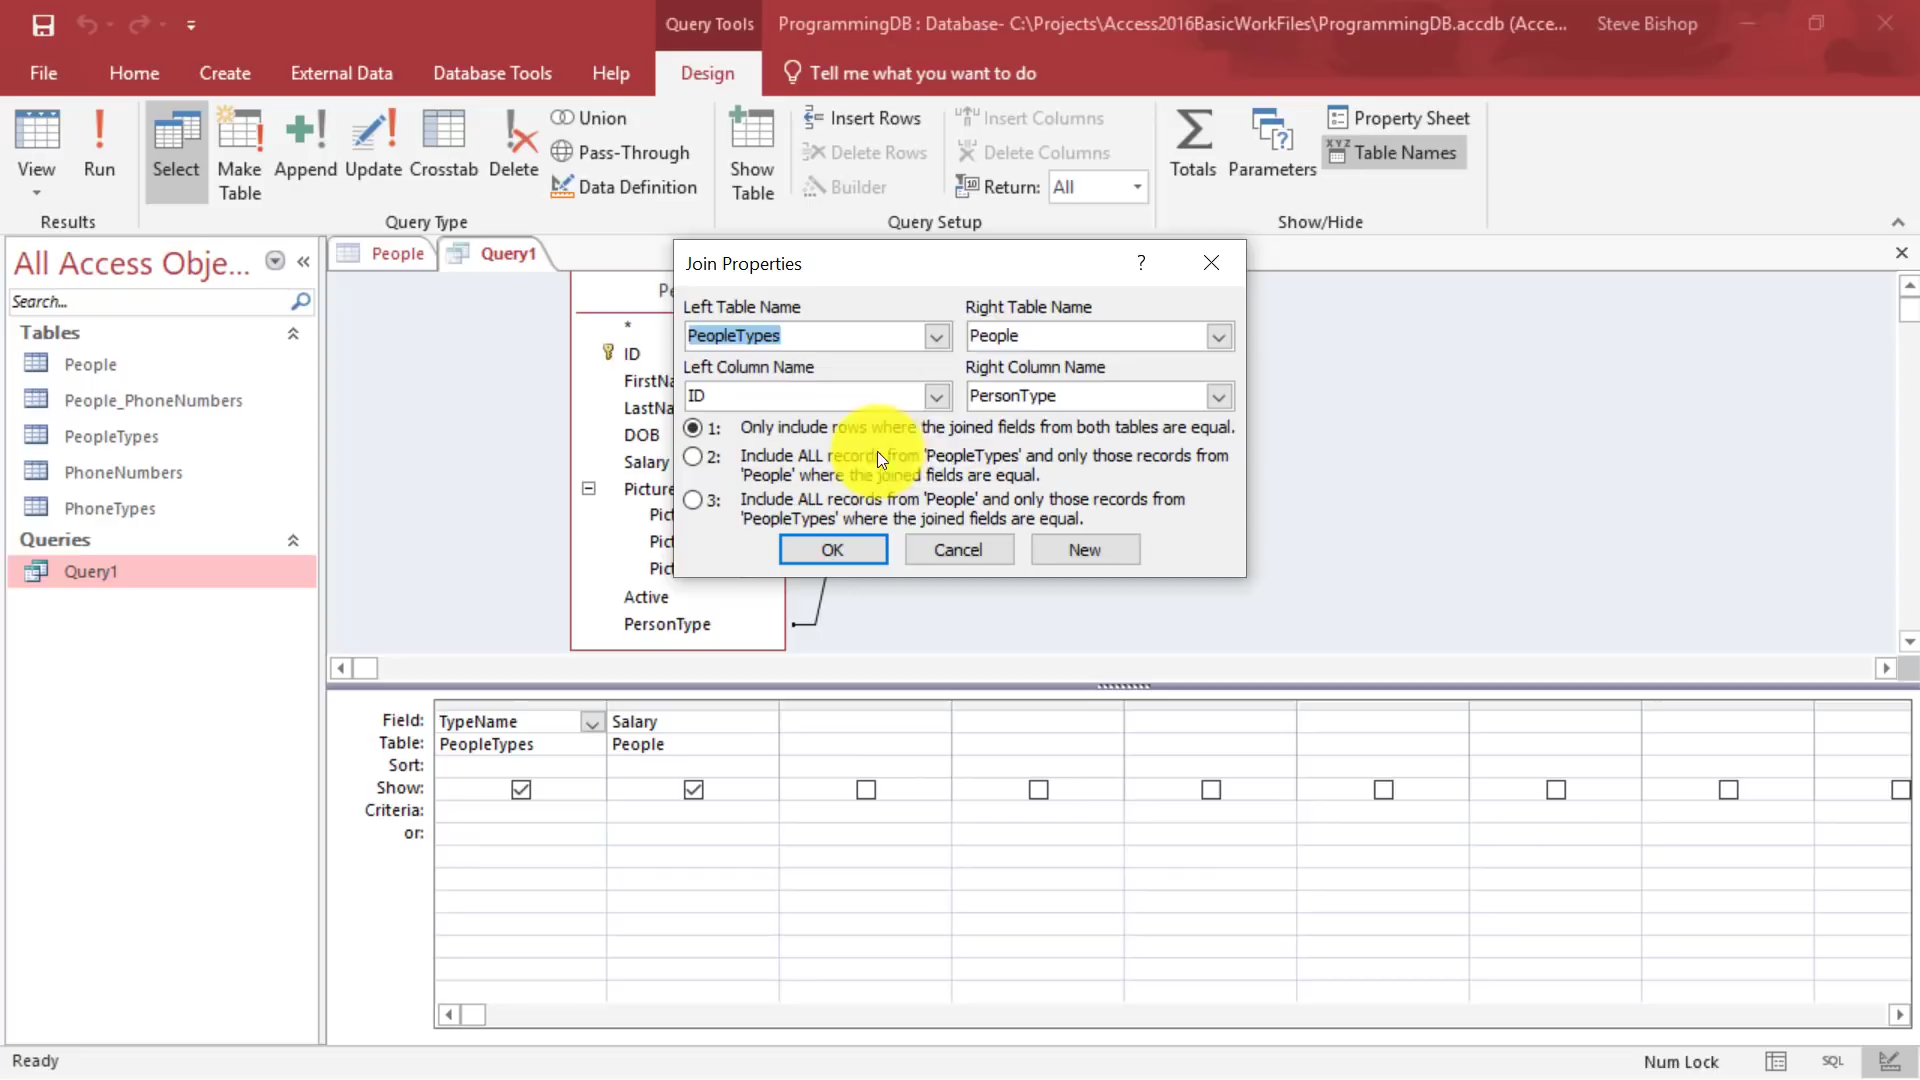 Query Tools
ProgrammingDB : Database- C:\Projects\Access2016BasicWorkFiles\ProgrammingDB.accdb (Acce...
Steve Bishop
File
Home
Create
External Data
Database Tools
Help
Design
Tell me what you want to do
View
Run
Select
Make
Table
Append
Update
Crosstab
Delete
Union
Pass-Through
Data Definition
Show
Table
Insert Rows
Delete Rows
Builder
Insert Columns
Delete Columns
Return: All
Totals
Parameters
Property Sheet
Table Names
Results
Query Type
Query Setup
Show/Hide
All Access Obje...
Search...
Tables
People
People_PhoneNumbers
PeopleTypes
PhoneNumbers
PhoneTypes
Queries
Query1
People
Query1
*
ID
DOB
Salary
Picture
Active
PersonType
Join Properties
?
Left Table Name
Right Table Name
PeopleTypes
People
Left Column Name
Right Column Name
ID
PersonType
1: Only include rows where the joined fields from both tables are equal.
2: Include ALL records from 'PeopleTypes' and only those records from
'People' where the joined fields are equal.
3: Include ALL records from 'People' and only those records from
'PeopleTypes' where the joined fields are equal.
OK
Cancel
New
Field: TypeName Salary
Table: PeopleTypes People
Sort:
Show:
Criteria:
or:
Ready
Num Lock
SQL